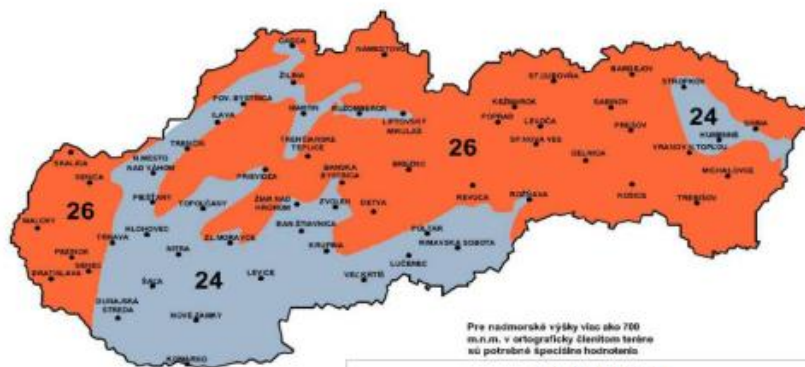 ČADCA
NÁMESTOVO
ŽILINA
ST.ĽUBOVŇA
BARDEJOV
STROPKOV
POV. BYSTRICA
MARTIN
RUŽOMBEROK
KEŽMAROK
SABINOV
24
SNINA
ILAVA
LIPTOVSKÝ
MIKULÁŠ
POPRAD
LEVOČA
PREŠOV
HUMENNÉ
TRENČÍN
TRENČIANSKE
TEPLICE
SP.NOVÁ VES
VRANOV N.TOPĽOU
SKALICA
N.MESTO
NAD VÁHOM
26
GELNICA
SENICA
PRIEVIDZA
BANSKÁ
BYSTRICA
BREZNO
MICHALOVCE
26
PIEŠŤANY
TOPOĽČANY
ŽIAR NAD
HRONOM
ZVOLEN
DETVA
REVÚCA
ROŽŇAVA
KOŠICE
TREBIŠOV
MALACKY
HLOHOVEC
BAN.ŠTIAVNICA
TRNAVA
ZL.MORAVCE
KRUPINA
POLTÁR
RIMAVSKÁ SOBOTA
PEZINOK
NITRA
LUČENEC
SENEC
24
BRATISLAVA
ŠAĽA
LEVICE
VEĽ.KRTÍŠ
DUNAJSKÁ
STREDA
NOVÉ ZÁMKY
KOMÁRNO
Pre nadmorské výšky viac ako 700
m.n.m. v ortograficky členitom teréne
sú potrebné špeciálne hodnotenia